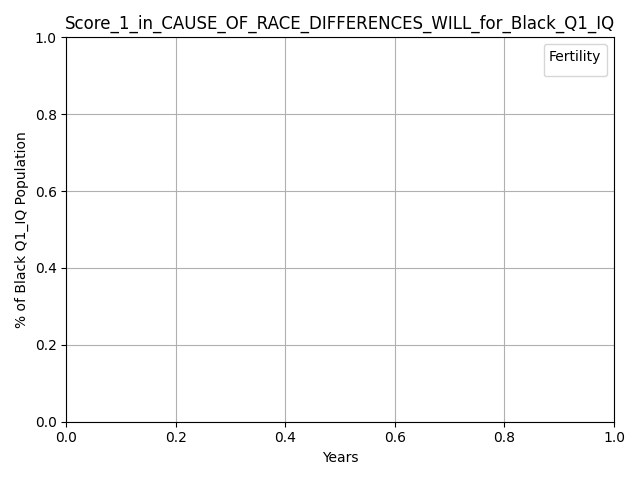 Score_1_in_CAUSE_OF_RACE_DIFFERENCES_WILL_for_Black_Q1_IQ
Fertility
% of Black Q1_IQ Population
1.0
0.8
0.6
0.4
0.2
0.0
0.0 0.2 0.4 0.6 0.8 1.0
Years